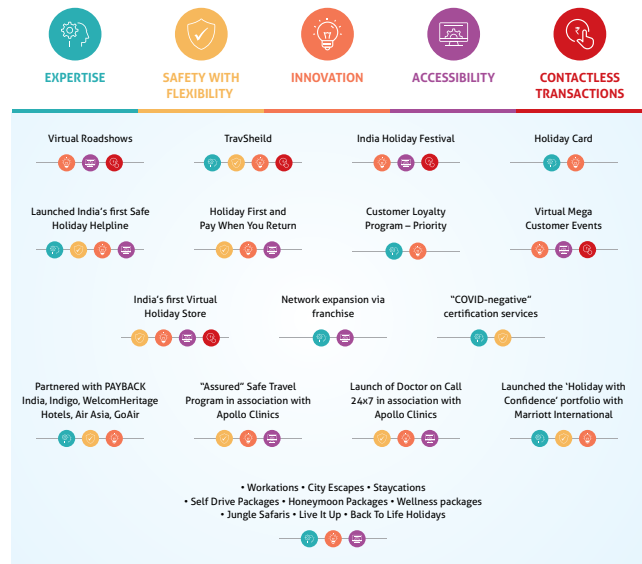 EXPERTISE
SAFETY WITH
FLEXIBILITY
INNOVATION
ACCESSIBILITY
CONTACTLESS
TRANSACTIONS
Virtual Roadshows
TravSheild
India Holiday Festival
Holiday Card
Launched India's first Safe
Holiday Helpline
Holiday First and
Pay When You Return
Customer Loyalty
Program – Priority
Virtual Mega
Customer Events
India's first Virtual
Holiday Store
Network expansion via
franchise
"COVID-negative"
certification services
Partnered with PAYBACK
India, Indigo, WelcomHeritage
Hotels, Air Asia, GoAir
"Assured" Safe Travel
Program in association with
Apollo Clinics
Launch of Doctor on Call
24x7 in association with
Apollo Clinics
Launched the 'Holiday with
Confidence' portfolio with
Marriott International
• Workations • City Escapes • Staycations
• Self Drive Packages • Honeymoon Packages • Wellness packages
• Jungle Safaris • Live It Up • Back To Life Holidays